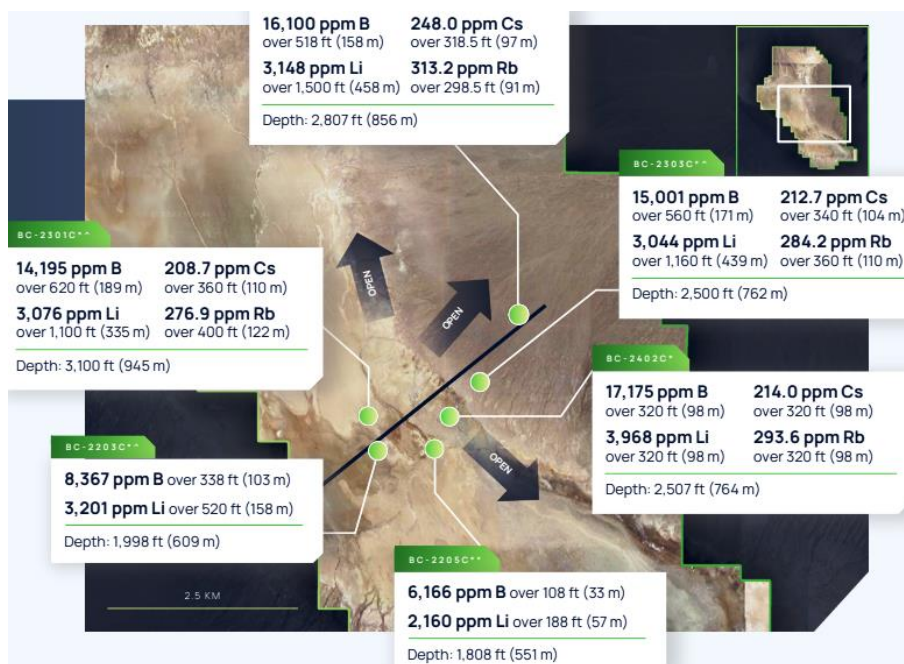 16,100 ppm B
over 518 ft (158 m)
248.0 ppm Cs
over 318.5 ft (97 m)
3,148 ppm Li
over 1,500 ft (458 m)
313.2 ppm Rb
over 298.5 ft (91 m)
Depth: 2,807 ft (856 m)
BC-2303C*^
15,001 ppm B
over 560 ft (171 m)
212.7 ppm Cs
over 340 ft (104 m)
3,044 ppm Li
over 1,160 ft (439 m)
284.2 ppm Rb
over 360 ft (110 m)
Depth: 2,500 ft (762 m)
BC-2301C*^
14,195 ppm B
over 620 ft (189 m)
208.7 ppm Cs
over 360 ft (110 m)
3,076 ppm Li
over 1,100 ft (335 m)
276.9 ppm Rb
over 400 ft (122 m)
Depth: 3,100 ft (945 m)
OPEN
OPEN
BC-2402C*
17,175 ppm B
over 320 ft (98 m)
214.0 ppm Cs
over 320 ft (98 m)
3,968 ppm Li
over 320 ft (98 m)
293.6 ppm Rb
over 320 ft (98 m)
Depth: 2,507 ft (764 m)
OPEN
BC-2203C*^
8,367 ppm B over 338 ft (103 m)
3,201 ppm Li over 520 ft (158 m)
Depth: 1,998 ft (609 m)
BC-2205C*^
6,166 ppm B over 108 ft (33 m)
2,160 ppm Li over 188 ft (57 m)
Depth: 1,808 ft (551 m)
2.5 KM